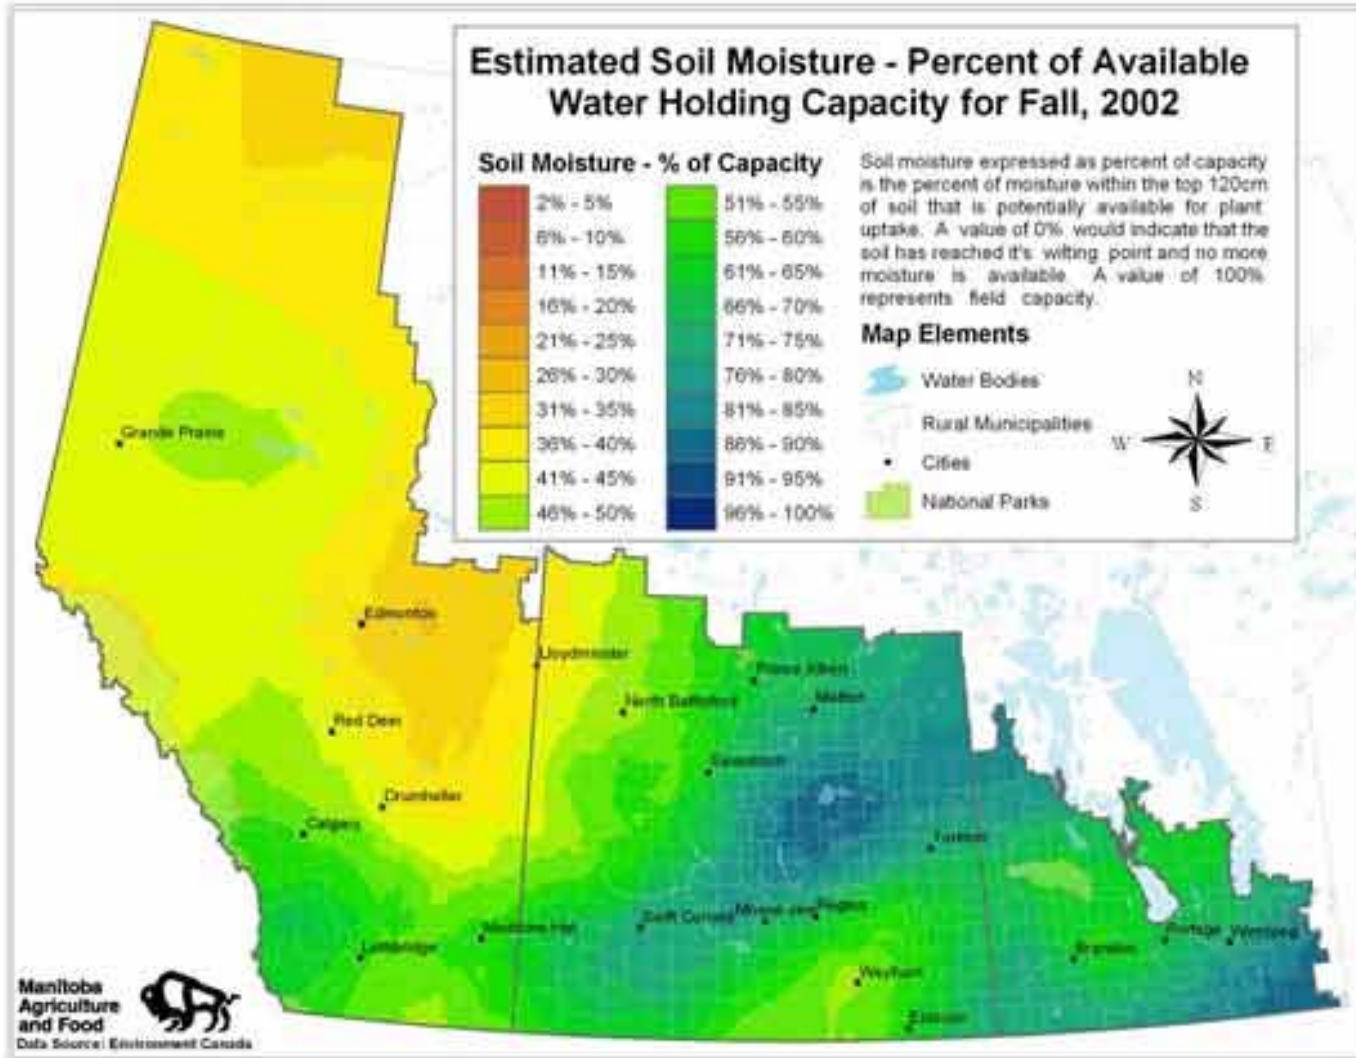 Estimated Soil Moisture - Percent of Available
Water Holding Capacity for Fall, 2002
Soil Moisture - % of Capacity
2% - 5%
6% - 10%
11% - 15%
16% - 20%
21% - 25%
26% - 30%
31% - 35%
36% - 40%
41% - 45%
46% - 50%
51% - 55%
56% - 60%
61% - 65%
66% - 70%
71% - 75%
76% - 80%
81% - 85%
86% - 90%
91% - 95%
96% - 100%
Soil moisture expressed as percent of capacity
is the percent of moisture within the top 120cm
of soil that is potentially available for plant
uptake. A value of 0% would indicate that the
soil has reached it's wilting point and no more
moisture is available. A value of 100%
represents field capacity.
Map Elements
Water Bodies
Rural Municipalities
Cities
National Parks
N
W
E
S
Grande Prairie
Edmonton
Lloydminster
Prince Albert
Melfort
North Battleford
Red Deer
Saskatoon
Drumheller
Calgary
Yorkton
Swift Current
Moose Jaw
Regina
Medicine Hat
Lethbridge
Portage
Winnipeg
Brandon
Weyburn
Estevan
Manitoba
Agriculture
and Food
Data Source: Environment Canada